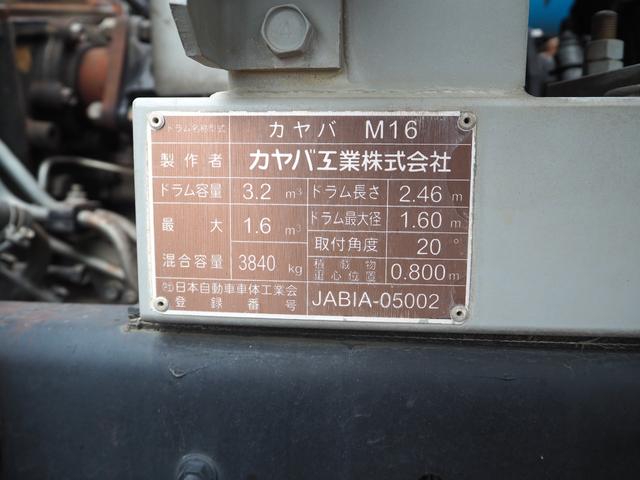 ドラム名称型式 カヤバ M16
製作者 カヤバ工業株式会社
ドラム容量 3.2 m³ ドラム長さ 2.46 m
最大 1.6 m³ ドラム最大径 1.60 m
混合容量 3840 kg 取付角度 20°
積載物重心位置 0.800 m
日本自動車車体工業会
登録番号 JABIA-05002